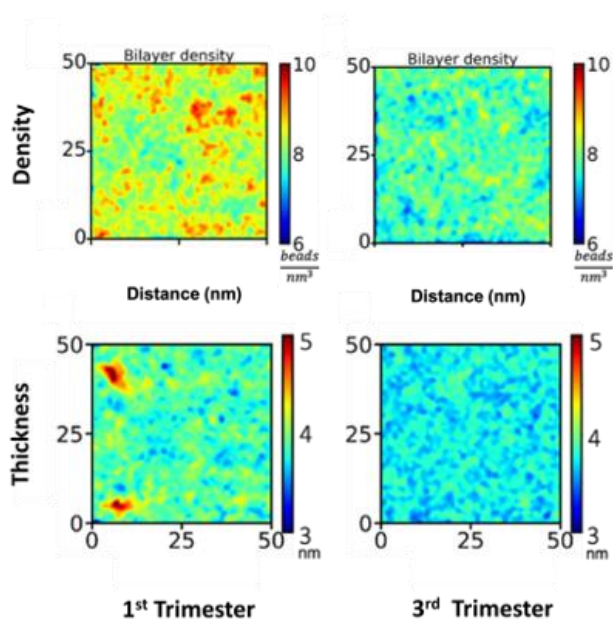 Bilayer density
Bilayer density
Density
50
25
0
10
8
6
beads
nm³
50
25
0
10
8
6
beads
nm³
Distance (nm)
Distance (nm)
Thickness
50
25
0
0
25
50
5
4
3
nm
50
25
0
0
25
50
5
4
3
nm
1st Trimester
3rd Trimester